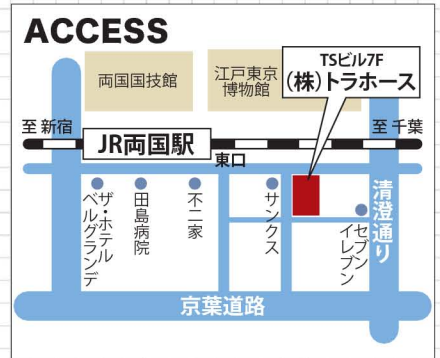 ACCESS
両国国技館
江戸東京
博物館
TSビル7F
(株)トラホース
至 新宿
JR両国駅
至 千葉
東口
ザ・ホテル
ベルグランデ
田島病院
不二家
サンクス
セブン
イレブン
清澄通り
京葉道路